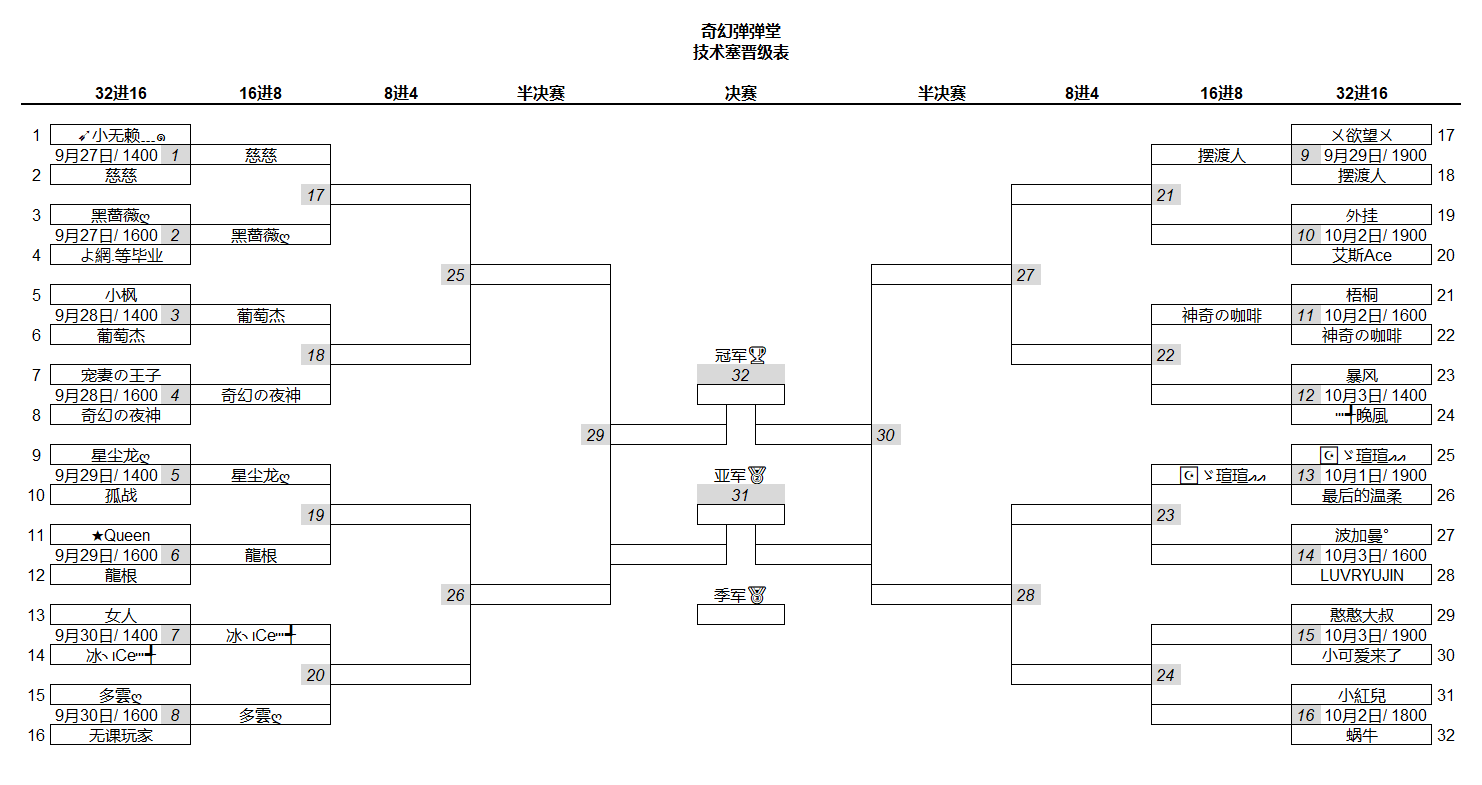 奇幻弹弹堂
技术塞晋级表
32进16 16进8 8进4 半决赛 决赛 半决赛 8进4 16进8 32进16
1 ➶小无赖﹍๑ メ欲望メ 17
9月27日/ 1400 1 慈慈 摆渡人 9 9月29日/ 1900
2 慈慈 摆渡人 18
17 21
3 黑蔷薇ღ 外挂 19
9月27日/ 1600 2 黑蔷薇ღ 10 10月2日/ 1900
4 よ網.等毕业 艾斯Ace 20
25 27
5 小枫 梧桐 21
9月28日/ 1400 3 葡萄杰 神奇の咖啡 11 10月2日/ 1600
6 葡萄杰 神奇の咖啡 22
18 冠军🏆 22
7 宠妻の王子 32 暴风 23
9月28日/ 1600 4 奇幻の夜神 12 10月3日/ 1400
8 奇幻の夜神 ┉╃晚風 24
29 30
9 星尘龙ღ ☪ゞ瑄瑄ෆ 25
9月29日/ 1400 5 星尘龙ღ 亚军🥈 ☪ゞ瑄瑄 13 10月1日/ 1900
10 孤战 31 最后的温柔 26
19 23
11 ★Queen 波加曼° 27
9月29日/ 1600 6 龍根 14 10月3日/ 1600
12 龍根 LUVRYUJIN 28
26 季军🥉 28
13 女人 憨憨大叔 29
9月30日/ 1400 7 冰ヽıCe┉╃ 15 10月3日/ 1900
14 冰ヽıCe┉╃ 小可爱来了 30
20 24
15 多雲ღ 小紅兒 31
9月30日/ 1600 8 多雲ღ 16 10月2日/ 1800
16 无课玩家 蜗牛 32